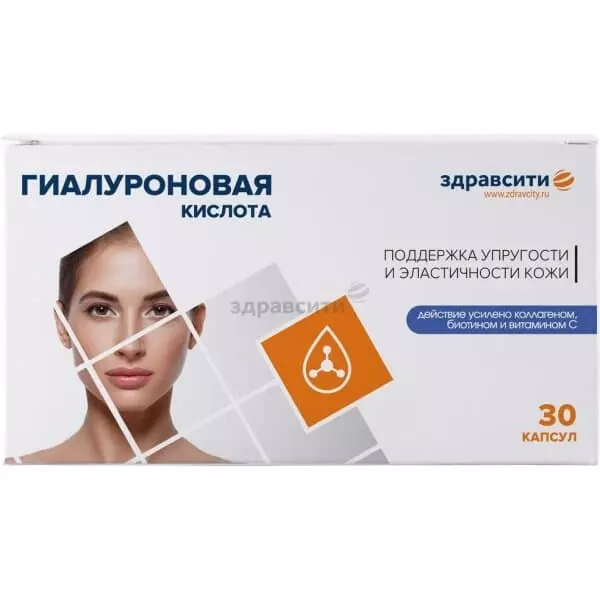 ГИАЛУРОНОВАЯ
КИСЛОТА
здравсити
www.zdravcity.ru
ПОДДЕРЖКА УПРУГОСТИ
И ЭЛАСТИЧНОСТИ КОЖИ
действие усилено коллагеном,
биотином и витамином С
здравсити
30
КАПСУЛ